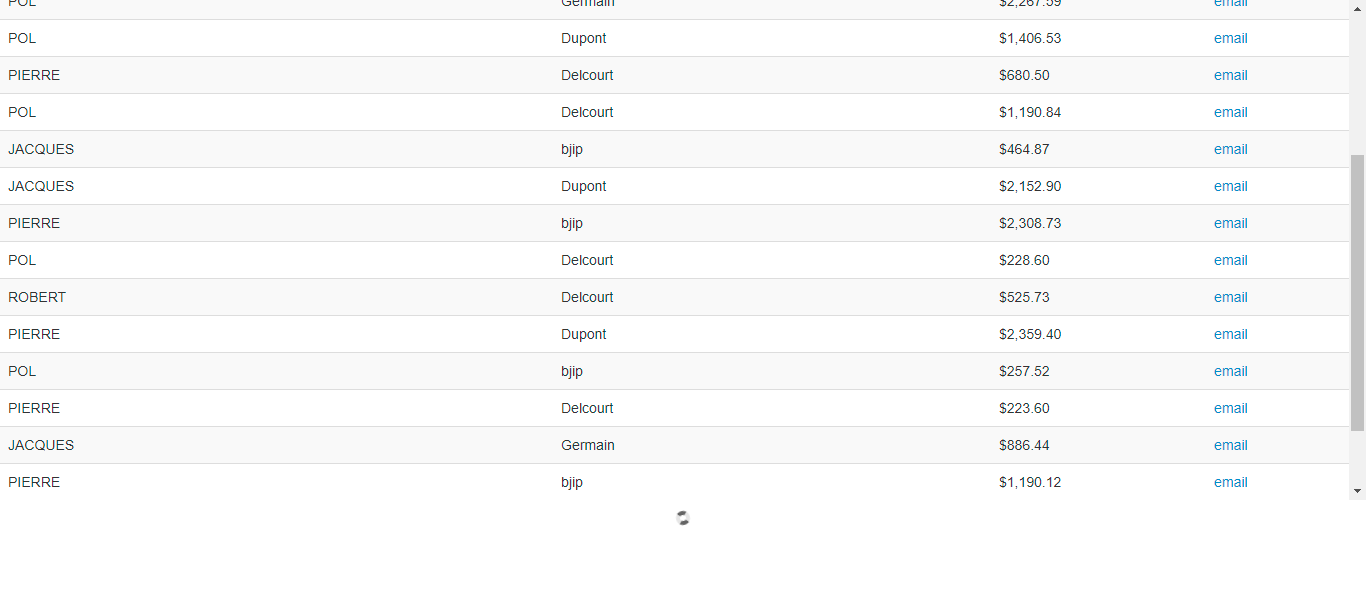 POL Germain $2,267.59 email
POL Dupont $1,406.53 email
PIERRE Delcourt $680.50 email
POL Delcourt $1,190.84 email
JACQUES bjip $464.87 email
JACQUES Dupont $2,152.90 email
PIERRE bjip $2,308.73 email
POL Delcourt $228.60 email
ROBERT Delcourt $525.73 email
PIERRE Dupont $2,359.40 email
POL bjip $257.52 email
PIERRE Delcourt $223.60 email
JACQUES Germain $886.44 email
PIERRE bjip $1,190.12 email